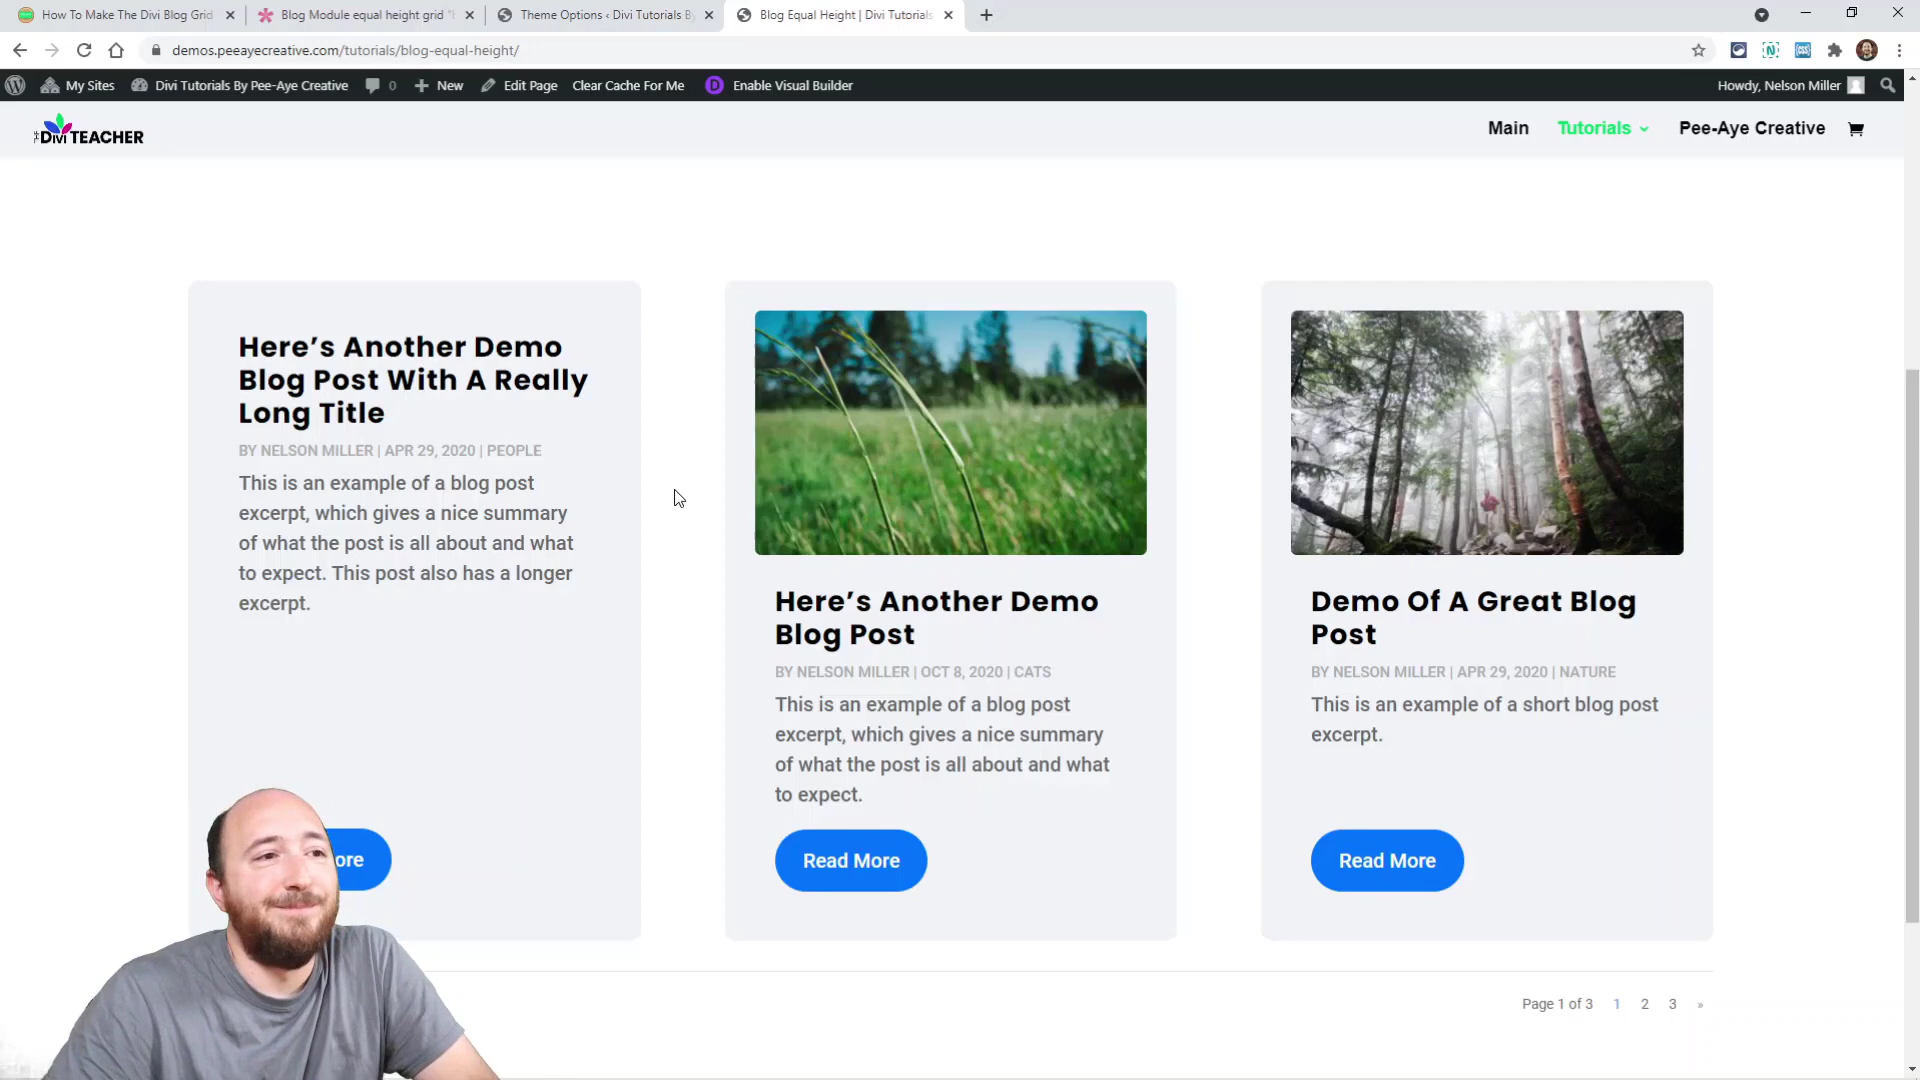 How To Make The Divi Blog Grid
Blog Module equal height grid "b
Theme Options ‹ Divi Tutorials By
Blog Equal Height | Divi Tutorials
demos.peeayecreative.com/tutorials/blog-equal-height/
My Sites
Divi Tutorials By Pee-Aye Creative
0
New
Edit Page
Clear Cache For Me
D
Enable Visual Builder
Howdy, Nelson Miller
THE DIVI TEACHER
Main
Tutorials
Pee-Aye Creative
Here's Another Demo
Blog Post With A Really
Long Title
BY NELSON MILLER | APR 29, 2020 | PEOPLE
This is an example of a blog post
excerpt, which gives a nice summary
of what the post is all about and what
to expect. This post also has a longer
excerpt.
ore
Here's Another Demo
Blog Post
BY NELSON MILLER | OCT 8, 2020 | CATS
This is an example of a blog post
excerpt, which gives a nice summary
of what the post is all about and what
to expect.
Read More
Demo Of A Great Blog
Post
BY NELSON MILLER | APR 29, 2020 | NATURE
This is an example of a short blog post
excerpt.
Read More
Page 1 of 3 1 2 3 »